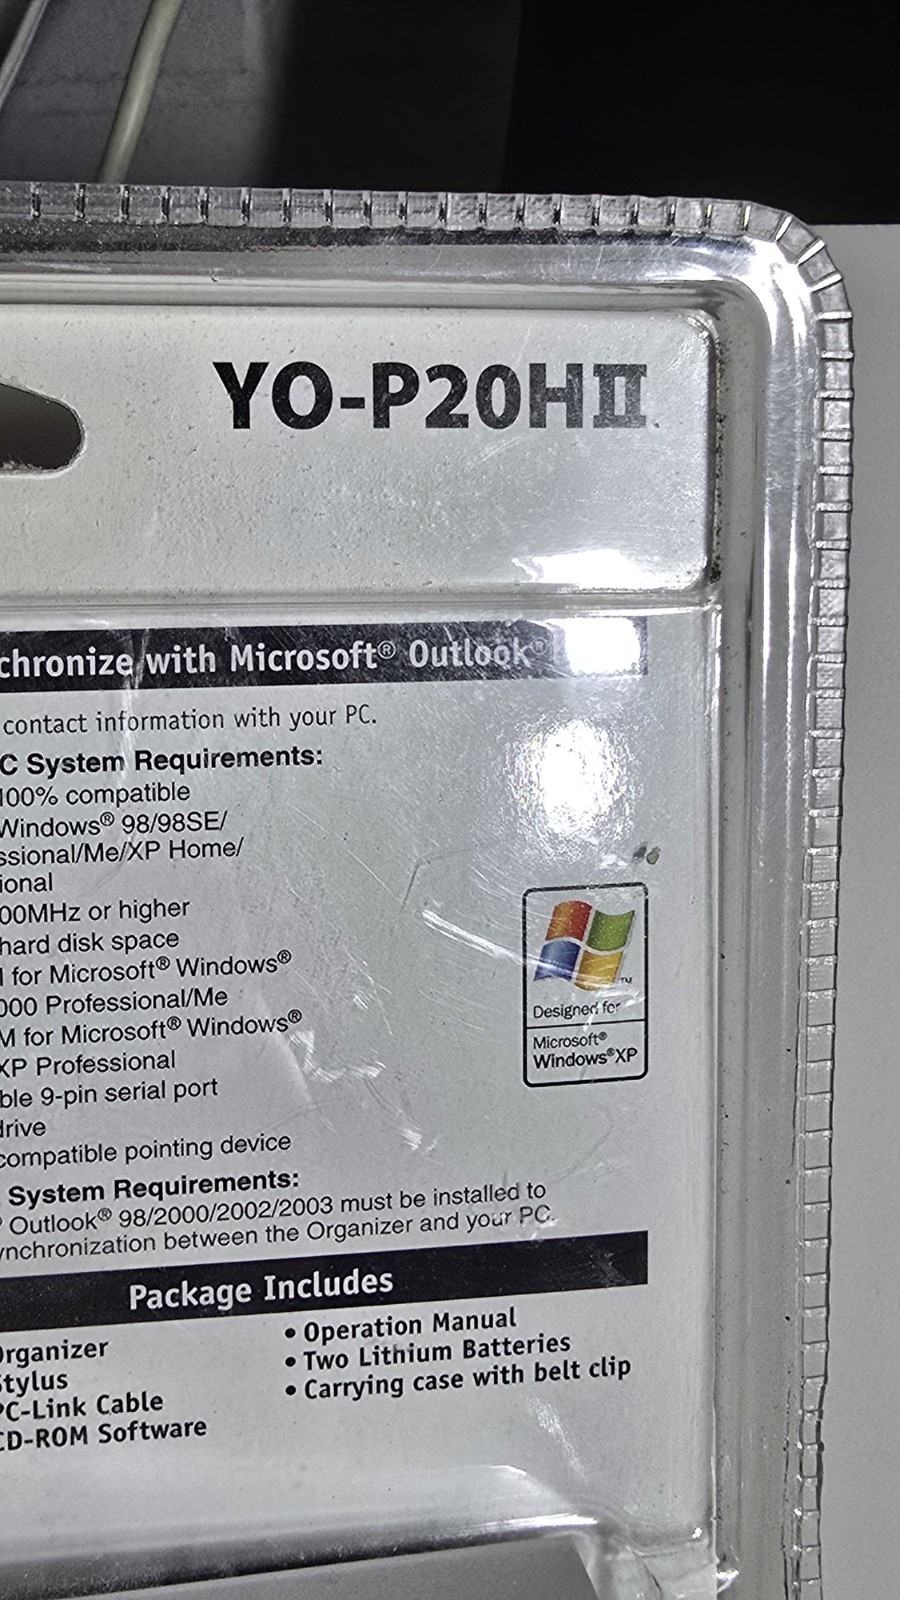 YO-P20HII
chronize with Microsoft® Outlook®
contact information with your PC.
C System Requirements:
100% compatible
Windows® 98/98SE/
ssional/Me/XP Home/
ional
00MHz or higher
hard disk space
for Microsoft® Windows®
000 Professional/Me
M for Microsoft® Windows®
XP Professional
ble 9-pin serial port
drive
compatible pointing device
System Requirements:
Outlook® 98/2000/2002/2003 must be installed to
ynchronization between the Organizer and your PC.
TM
Designed for
Microsoft®
Windows®XP
Package Includes
Organizer
Stylus
PC-Link Cable
CD-ROM Software
• Operation Manual
• Two Lithium Batteries
• Carrying case with belt clip